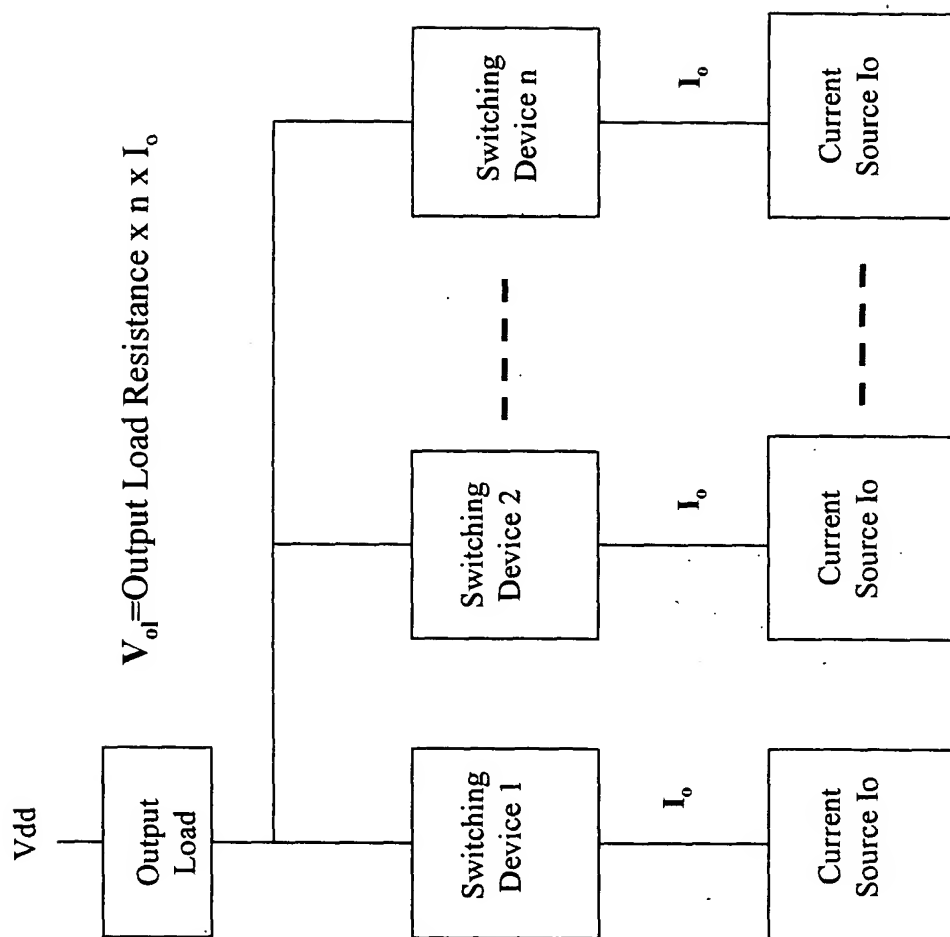 Vdd
Output
Load
V_ol=Output Load Resistance x n x I_o
Switching
Device 1
Switching
Device 2
Switching
Device n
I_o
I_o
I_o
Current
Source Io
Current
Source Io
Current
Source Io